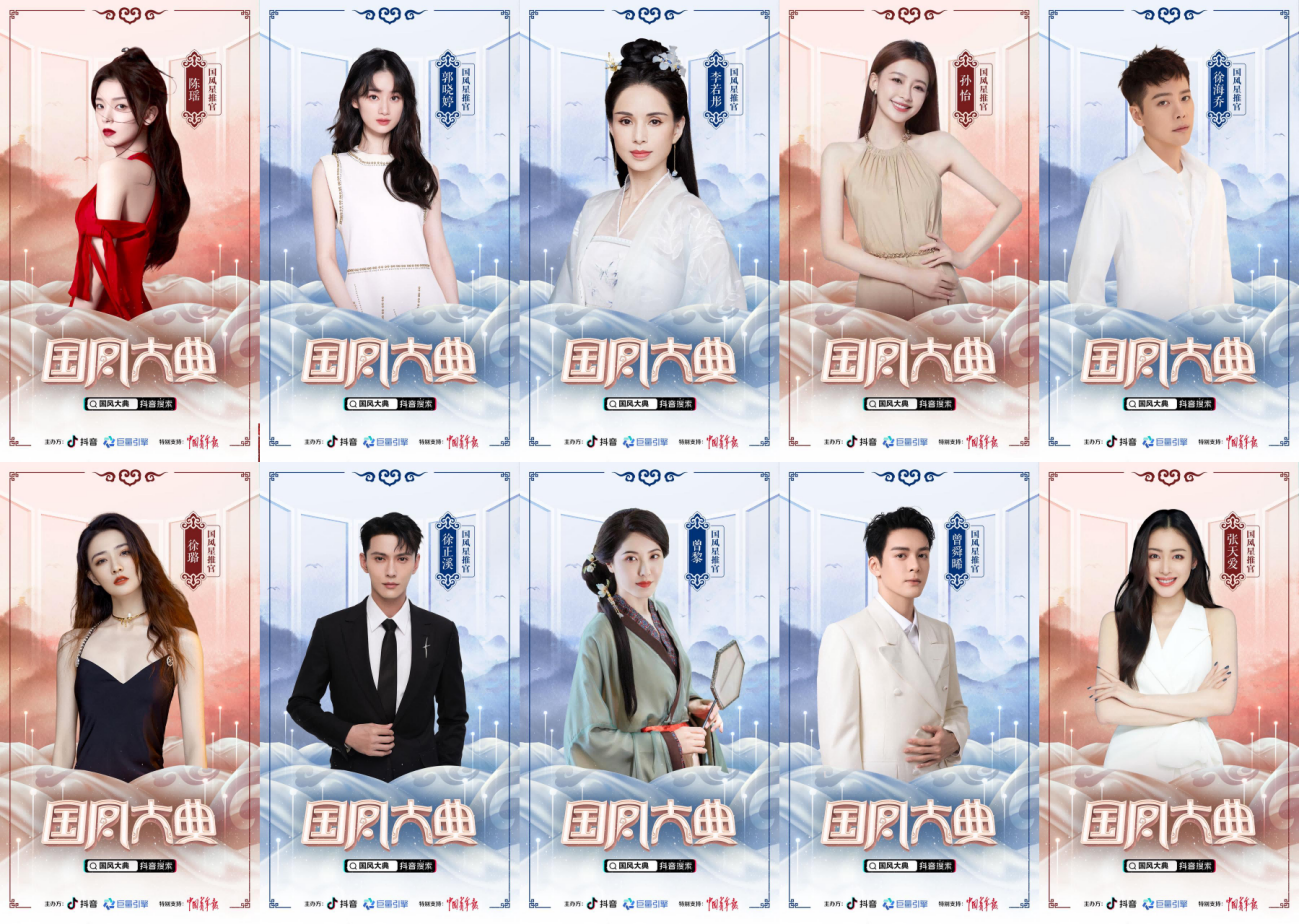 陈瑶
国风星推官
国风大典
国风大典 抖音搜索
主办方: 抖音 巨量引擎 特别支持: 中国青年报
郭晓婷
国风星推官
国风大典
国风大典 抖音搜索
主办方: 抖音 巨量引擎 特别支持: 中国青年报
李若彤
国风星推官
国风大典
国风大典 抖音搜索
主办方: 抖音 巨量引擎 特别支持: 中国青年报
孙怡
国风星推官
国风大典
国风大典 抖音搜索
主办方: 抖音 巨量引擎 特别支持: 中国青年报
徐海乔
国风星推官
国风大典
国风大典 抖音搜索
主办方: 抖音 巨量引擎 特别支持: 中国青年报
徐璐
国风星推官
国风大典
国风大典 抖音搜索
主办方: 抖音 巨量引擎 特别支持: 中国青年报
徐正溪
国风星推官
国风大典
国风大典 抖音搜索
主办方: 抖音 巨量引擎 特别支持: 中国青年报
曾黎
国风星推官
国风大典
国风大典 抖音搜索
主办方: 抖音 巨量引擎 特别支持: 中国青年报
曾舜晞
国风星推官
国风大典
国风大典 抖音搜索
主办方: 抖音 巨量引擎 特别支持: 中国青年报
张天爱
国风星推官
国风大典
国风大典 抖音搜索
主办方: 抖音 巨量引擎 特别支持: 中国青年报